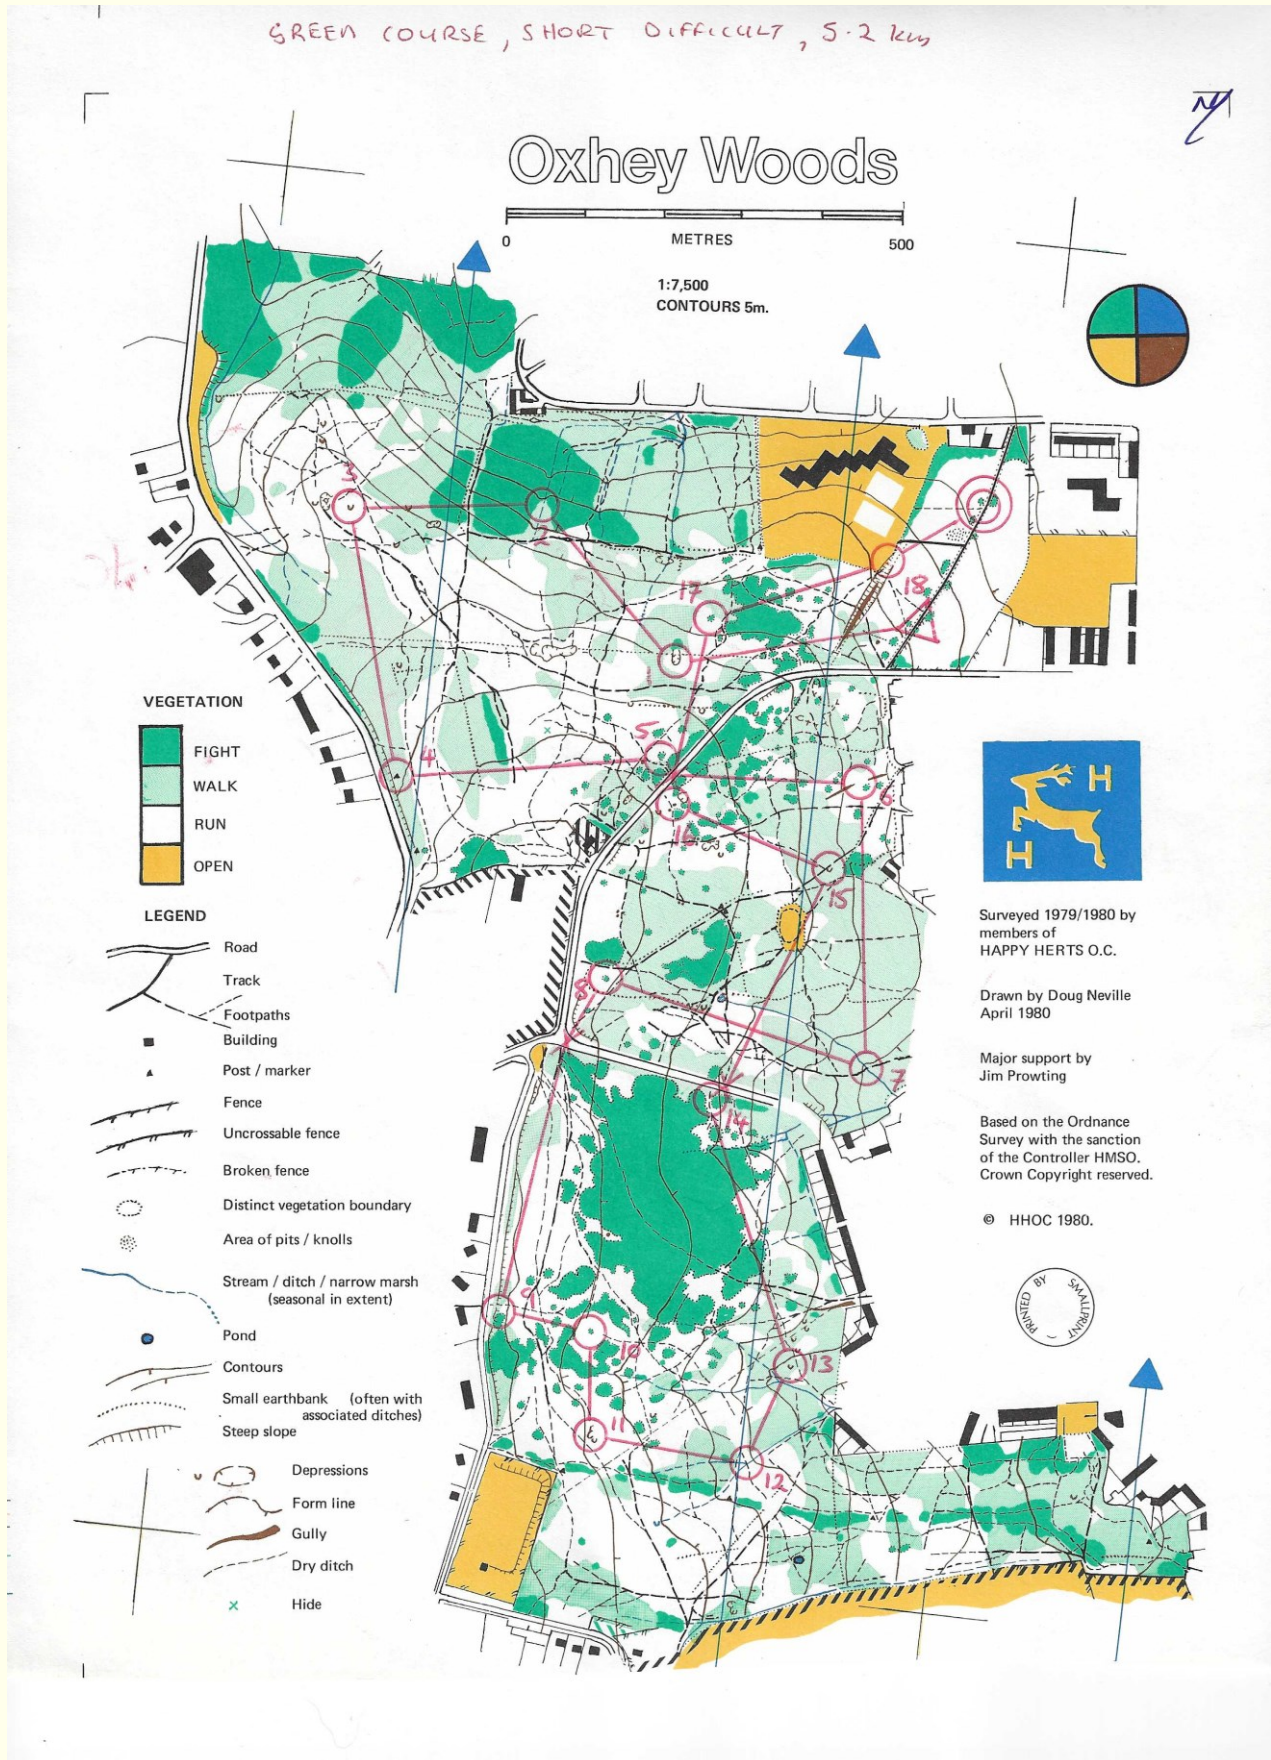 GREEN COURSE, SHORT DIFFICULT, 5.2 km
Oxhey Woods
0 METRES 500
1:7,500
CONTOURS 5m.
3
2
17
18
4
5
6
16
15
8
7
14
9
10
13
11
12
VEGETATION
FIGHT
WALK
RUN
OPEN
LEGEND
Road
Track
Footpaths
Building
Post / marker
Fence
Uncrossable fence
Broken fence
Distinct vegetation boundary
Area of pits / knolls
Stream / ditch / narrow marsh
(seasonal in extent)
Pond
Contours
Small earthbank (often with
associated ditches)
Steep slope
Depressions
Form line
Gully
Dry ditch
Hide
H
H
Surveyed 1979/1980 by
members of
HAPPY HERTS O.C.
Drawn by Doug Neville
April 1980
Major support by
Jim Prowting
Based on the Ordnance
Survey with the sanction
of the Controller HMSO.
Crown Copyright reserved.
© HHOC 1980.
PRINTED BY SMALLPRINT